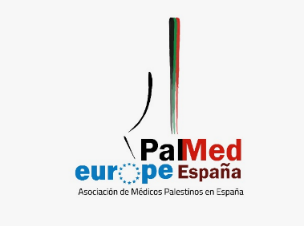 PalMed
europe España
Asociación de Médicos Palestinos en España